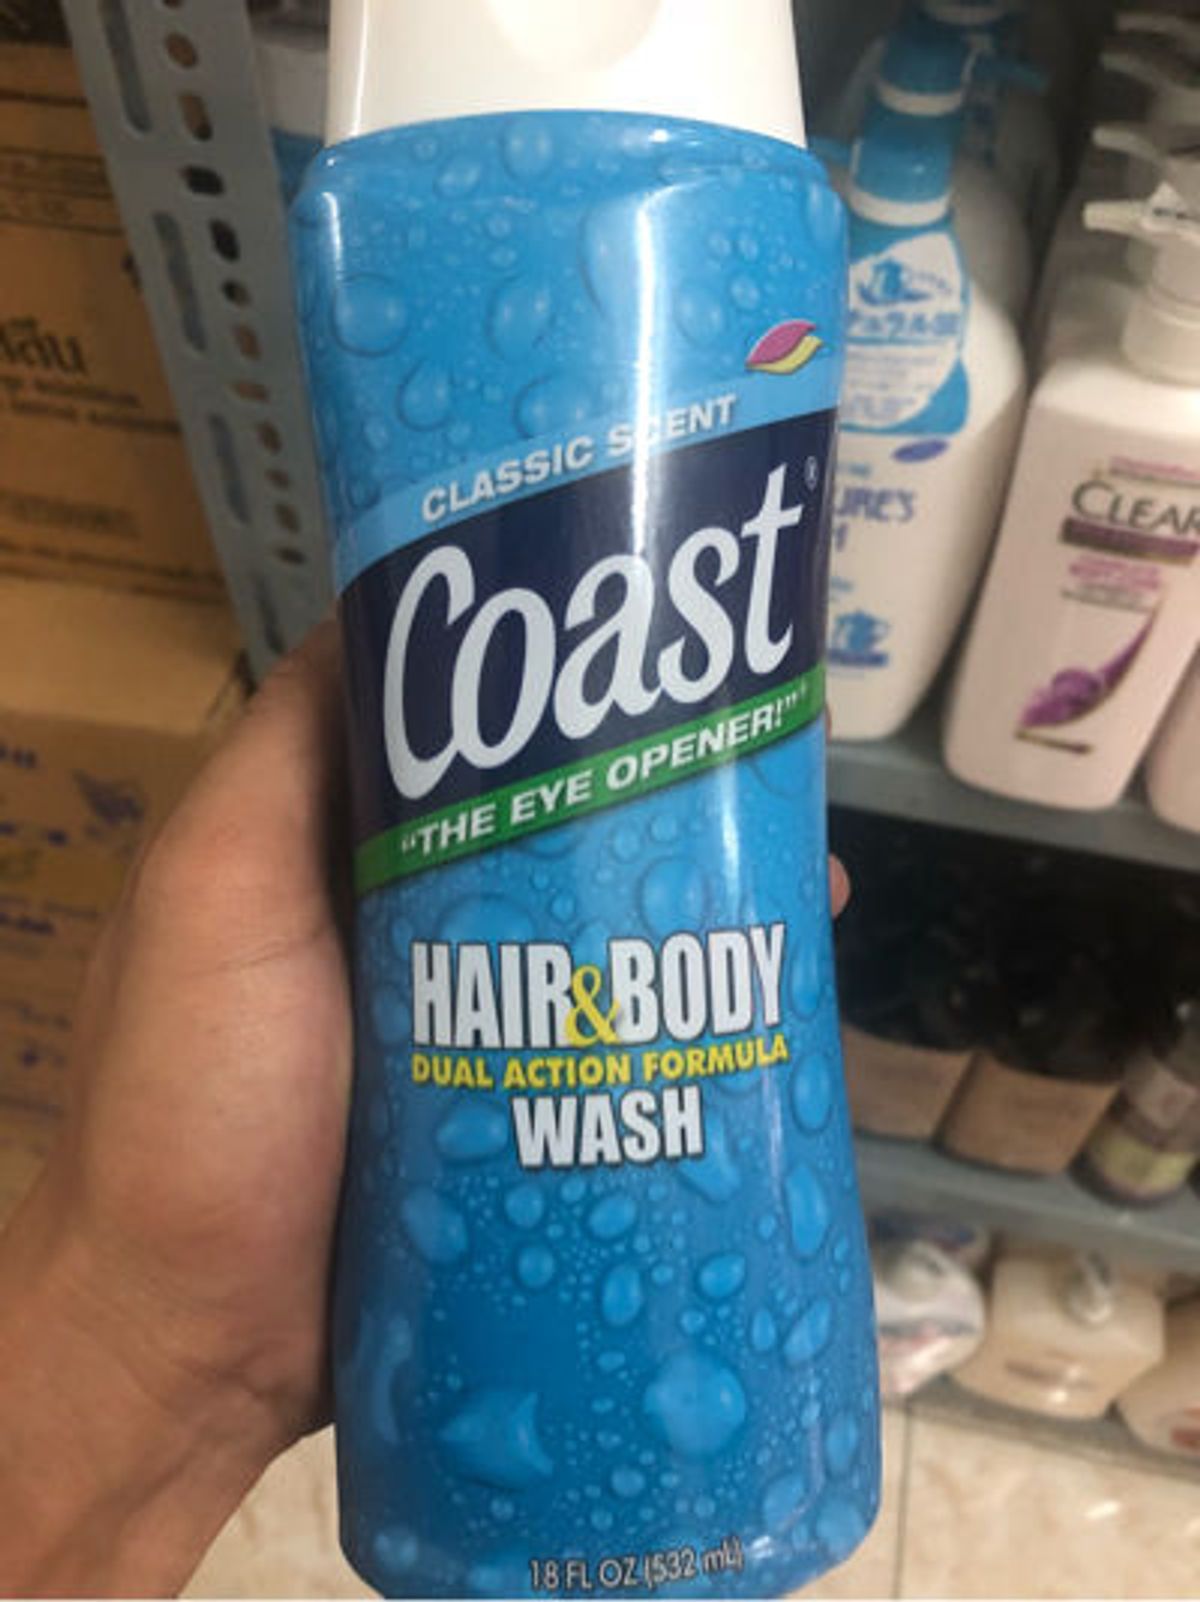 CLASSIC SCENT
Coast®
“THE EYE OPENER!”
HAIR & BODY
DUAL ACTION FORMULA
WASH
18 FL OZ (532 mL)
CLEAR